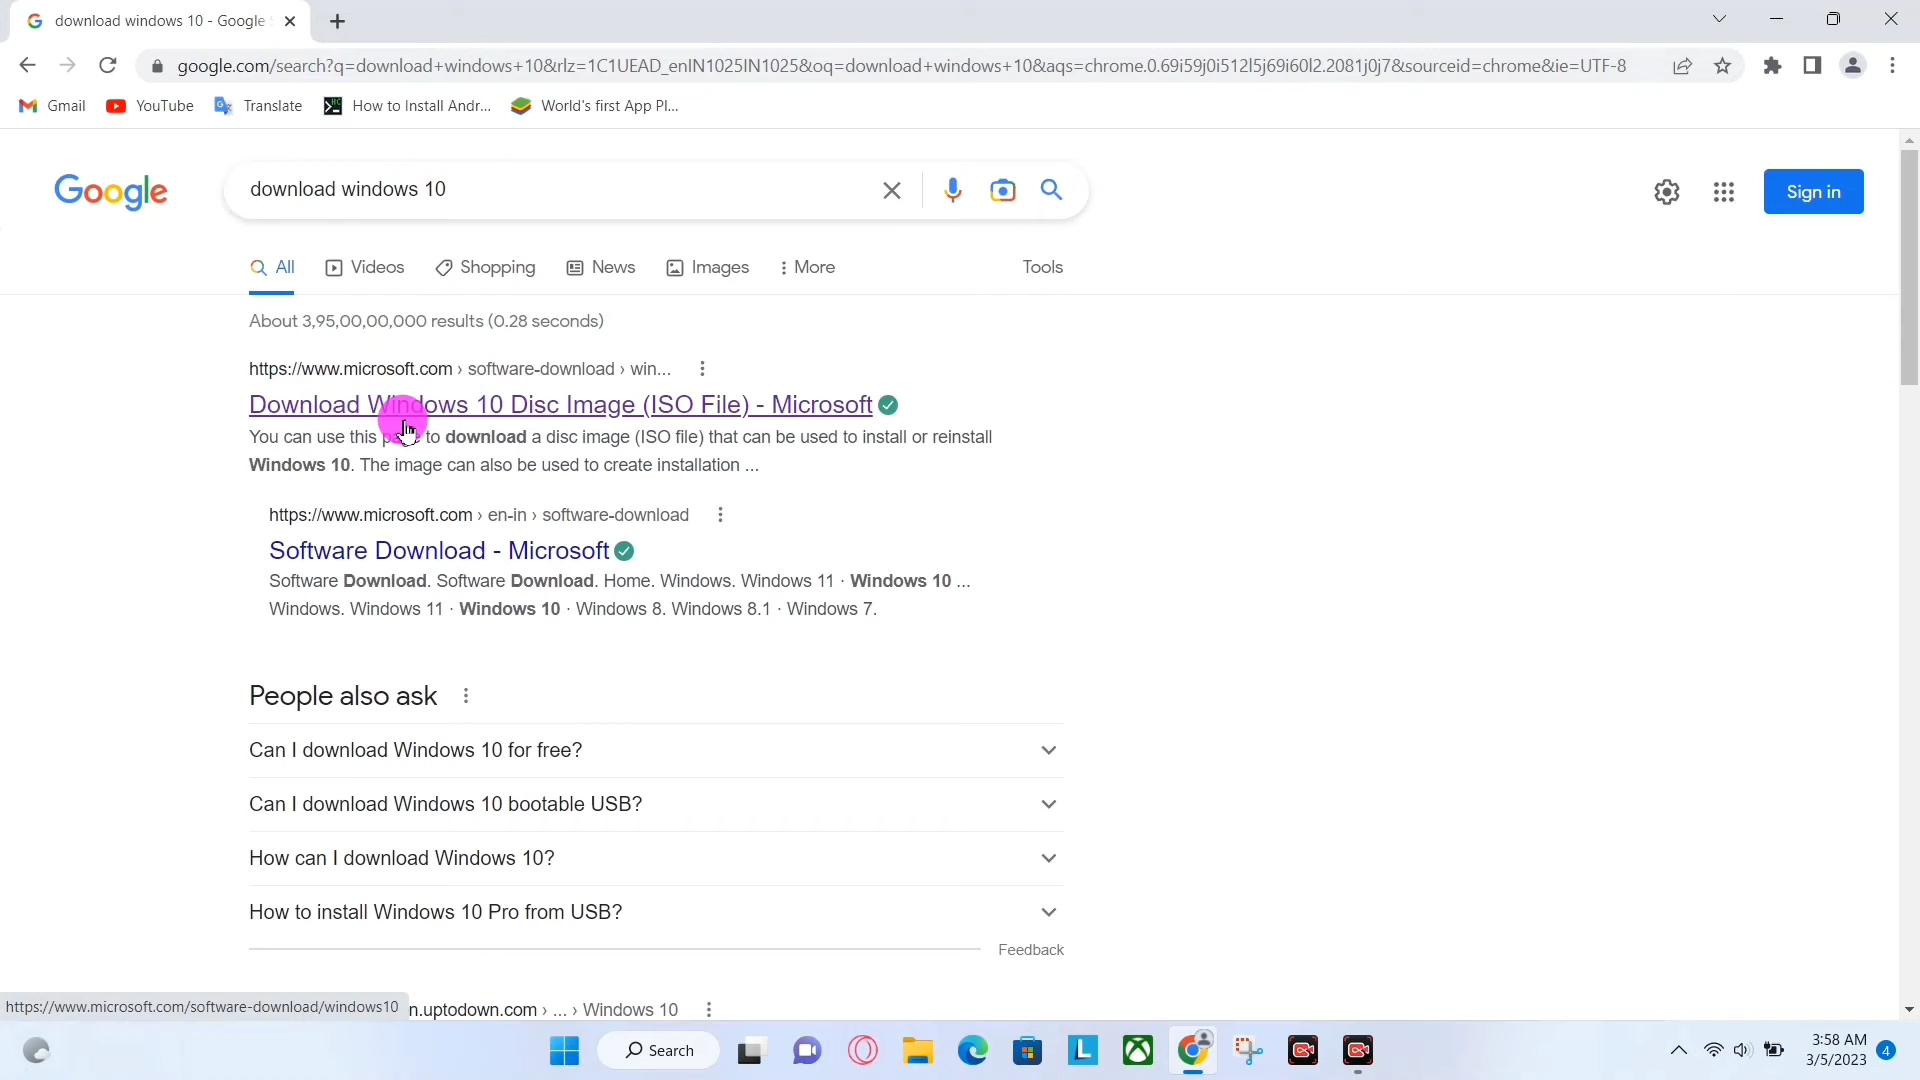 download windows 10 - Google
google.com/search?q=download+windows+10&rlz=1C1UEAD_enIN1025IN1025&oq=download+windows+10&aqs=chrome.0.69i59j0i512l5j69i60l2.2081j0j7&sourceid=chrome&ie=UTF-8
Gmail YouTube Translate How to Install Andr... World's first App Pl...
Google
download windows 10
Sign in
All Videos Shopping News Images More Tools
About 3,95,00,00,000 results (0.28 seconds)
https://www.microsoft.com › software-download › win...
Download Windows 10 Disc Image (ISO File) - Microsoft
You can use this to download a disc image (ISO file) that can be used to install or reinstall
Windows 10. The image can also be used to create installation ...
https://www.microsoft.com › en-in › software-download
Software Download - Microsoft
Software Download. Software Download. Home. Windows. Windows 11 · Windows 10 ...
Windows. Windows 11 · Windows 10 · Windows 8. Windows 8.1 · Windows 7.
People also ask
Can I download Windows 10 for free?
Can I download Windows 10 bootable USB?
How can I download Windows 10?
How to install Windows 10 Pro from USB?
Feedback
https://www.microsoft.com/software-download/windows10
n.uptodown.com › ... › Windows 10
Search
3:58 AM
3/5/2023
4